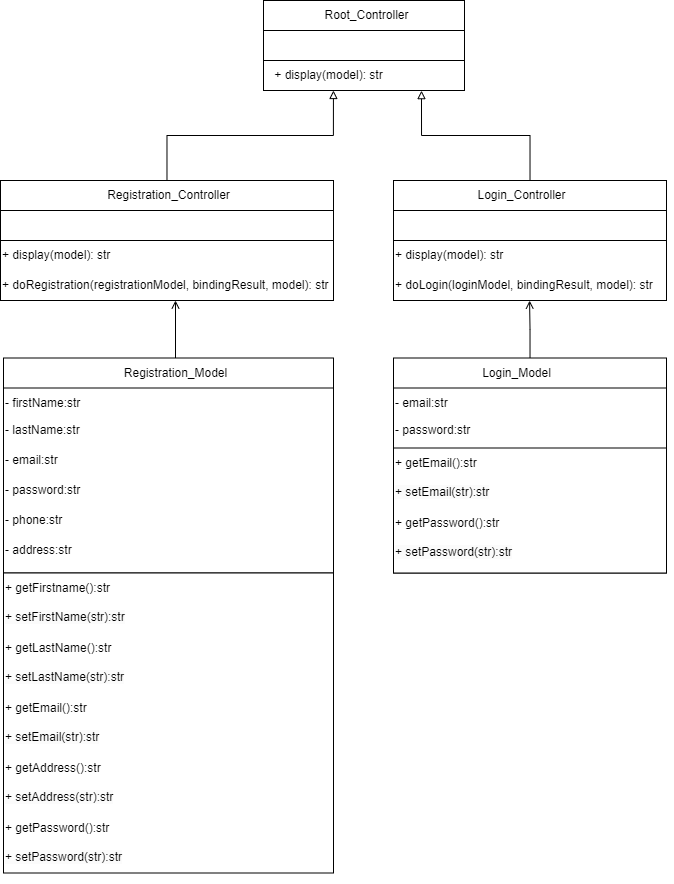 Root_Controller
+ display(model): str
Registration_Controller
+ display(model): str
+ doRegistration(registrationModel, bindingResult, model): str
Login_Controller
+ display(model): str
+ doLogin(loginModel, bindingResult, model): str
Registration_Model
- firstName:str
- lastName:str
- email:str
- password:str
- phone:str
- address:str
+ getFirstname():str
+ setFirstName(str):str
+ getLastName():str
+ setLastName(str):str
+ getEmail():str
+ setEmail(str):str
+ getAddress():str
+ setAddress(str):str
+ getPassword():str
+ setPassword(str):str
Login_Model
- email:str
- password:str
+ getEmail():str
+ setEmail(str):str
+ getPassword():str
+ setPassword(str):str